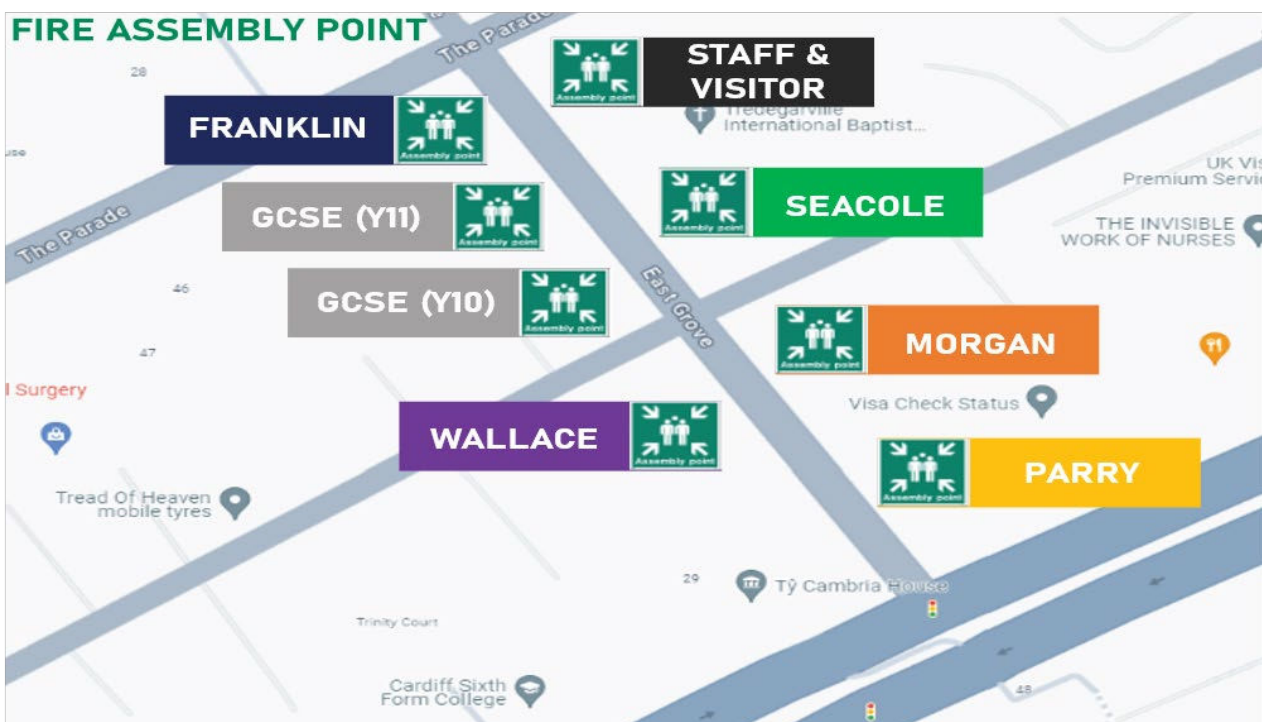 FIRE ASSEMBLY POINT
The Parade
28
STAFF &
VISITOR
Assembly point
Tredegarville
International Baptist...
FRANKLIN
Assembly point
UK Vis
Premium Servic
GCSE (Y11)
Assembly point
SEACOLE
Assembly point
The Parade
THE INVISIBLE
WORK OF NURSES
46
GCSE (Y10)
Assembly point
East Grove
47
MORGAN
Assembly point
l Surgery
Visa Check Status
WALLACE
Assembly point
PARRY
Assembly point
Tread Of Heaven
mobile tyres
29
Tŷ Cambria House
Trinity Court
Cardiff Sixth
Form College
48